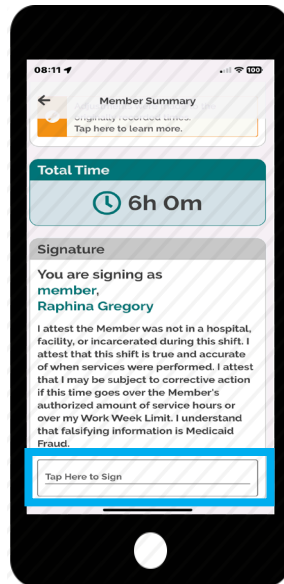 08:11
100
Member Summary
originally recorded times.
Tap here to learn more.
Total Time
6h 0m
Signature
You are signing as
member,
Raphina Gregory
I attest the Member was not in a hospital,
facility, or incarcerated during this shift. I
attest that this shift is true and accurate
of when services were performed. I attest
that I may be subject to corrective action
if this time goes over the Member's
authorized amount of service hours or
over my Work Week Limit. I understand
that falsifying information is Medicaid
Fraud.
Tap Here to Sign